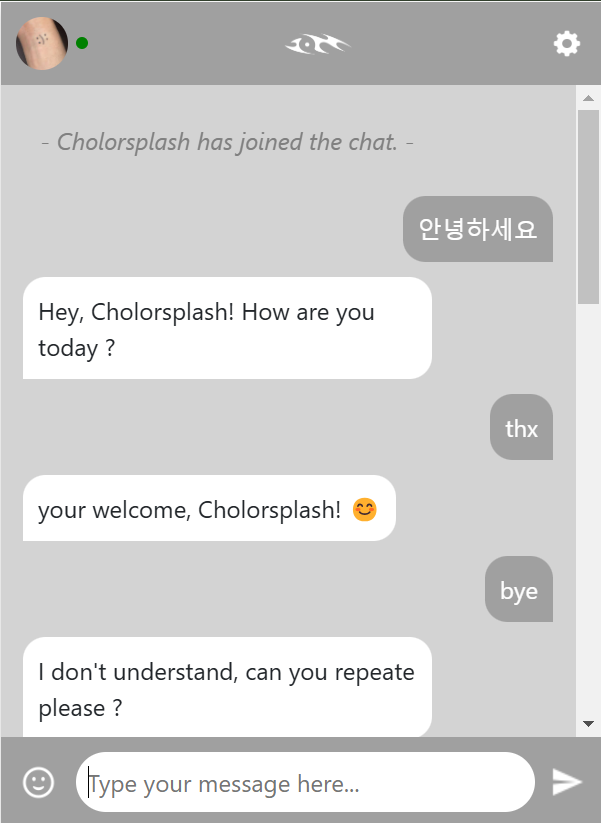 - Cholorsplash has joined the chat. -
안녕하세요
Hey, Cholorsplash! How are you
today ?
thx
your welcome, Cholorsplash! 😊
bye
I don't understand, can you repeat
please ?
Type your message here...